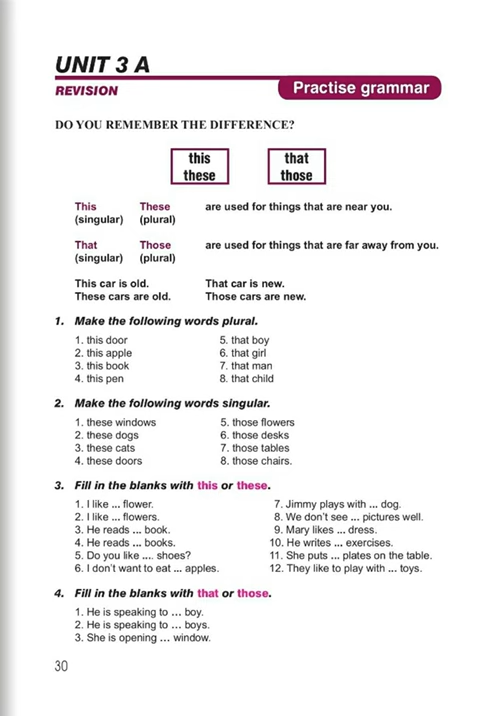 UNIT 3 A
REVISION
Practise grammar
DO YOU REMEMBER THE DIFFERENCE?
this
these
that
those
This These are used for things that are near you.
(singular) (plural)
That Those are used for things that are far away from you.
(singular) (plural)
This car is old. That car is new.
These cars are old. Those cars are new.
1. Make the following words plural.
1. this door
2. this apple
3. this book
4. this pen
5. that boy
6. that girl
7. that man
8. that child
2. Make the following words singular.
1. these windows
2. these dogs
3. these cats
4. these doors
5. those flowers
6. those desks
7. those tables
8. those chairs.
3. Fill in the blanks with this or these.
1. I like ... flower.
2. I like ... flowers.
3. He reads ... book.
4. He reads ... books.
5. Do you like .... shoes?
6. I don't want to eat ... apples.
7. Jimmy plays with ... dog.
8. We don't see ... pictures well.
9. Mary likes ... dress.
10. He writes ... exercises.
11. She puts ... plates on the table.
12. They like to play with ... toys.
4. Fill in the blanks with that or those.
1. He is speaking to ... boy.
2. He is speaking to ... boys.
3. She is opening ... window.
30